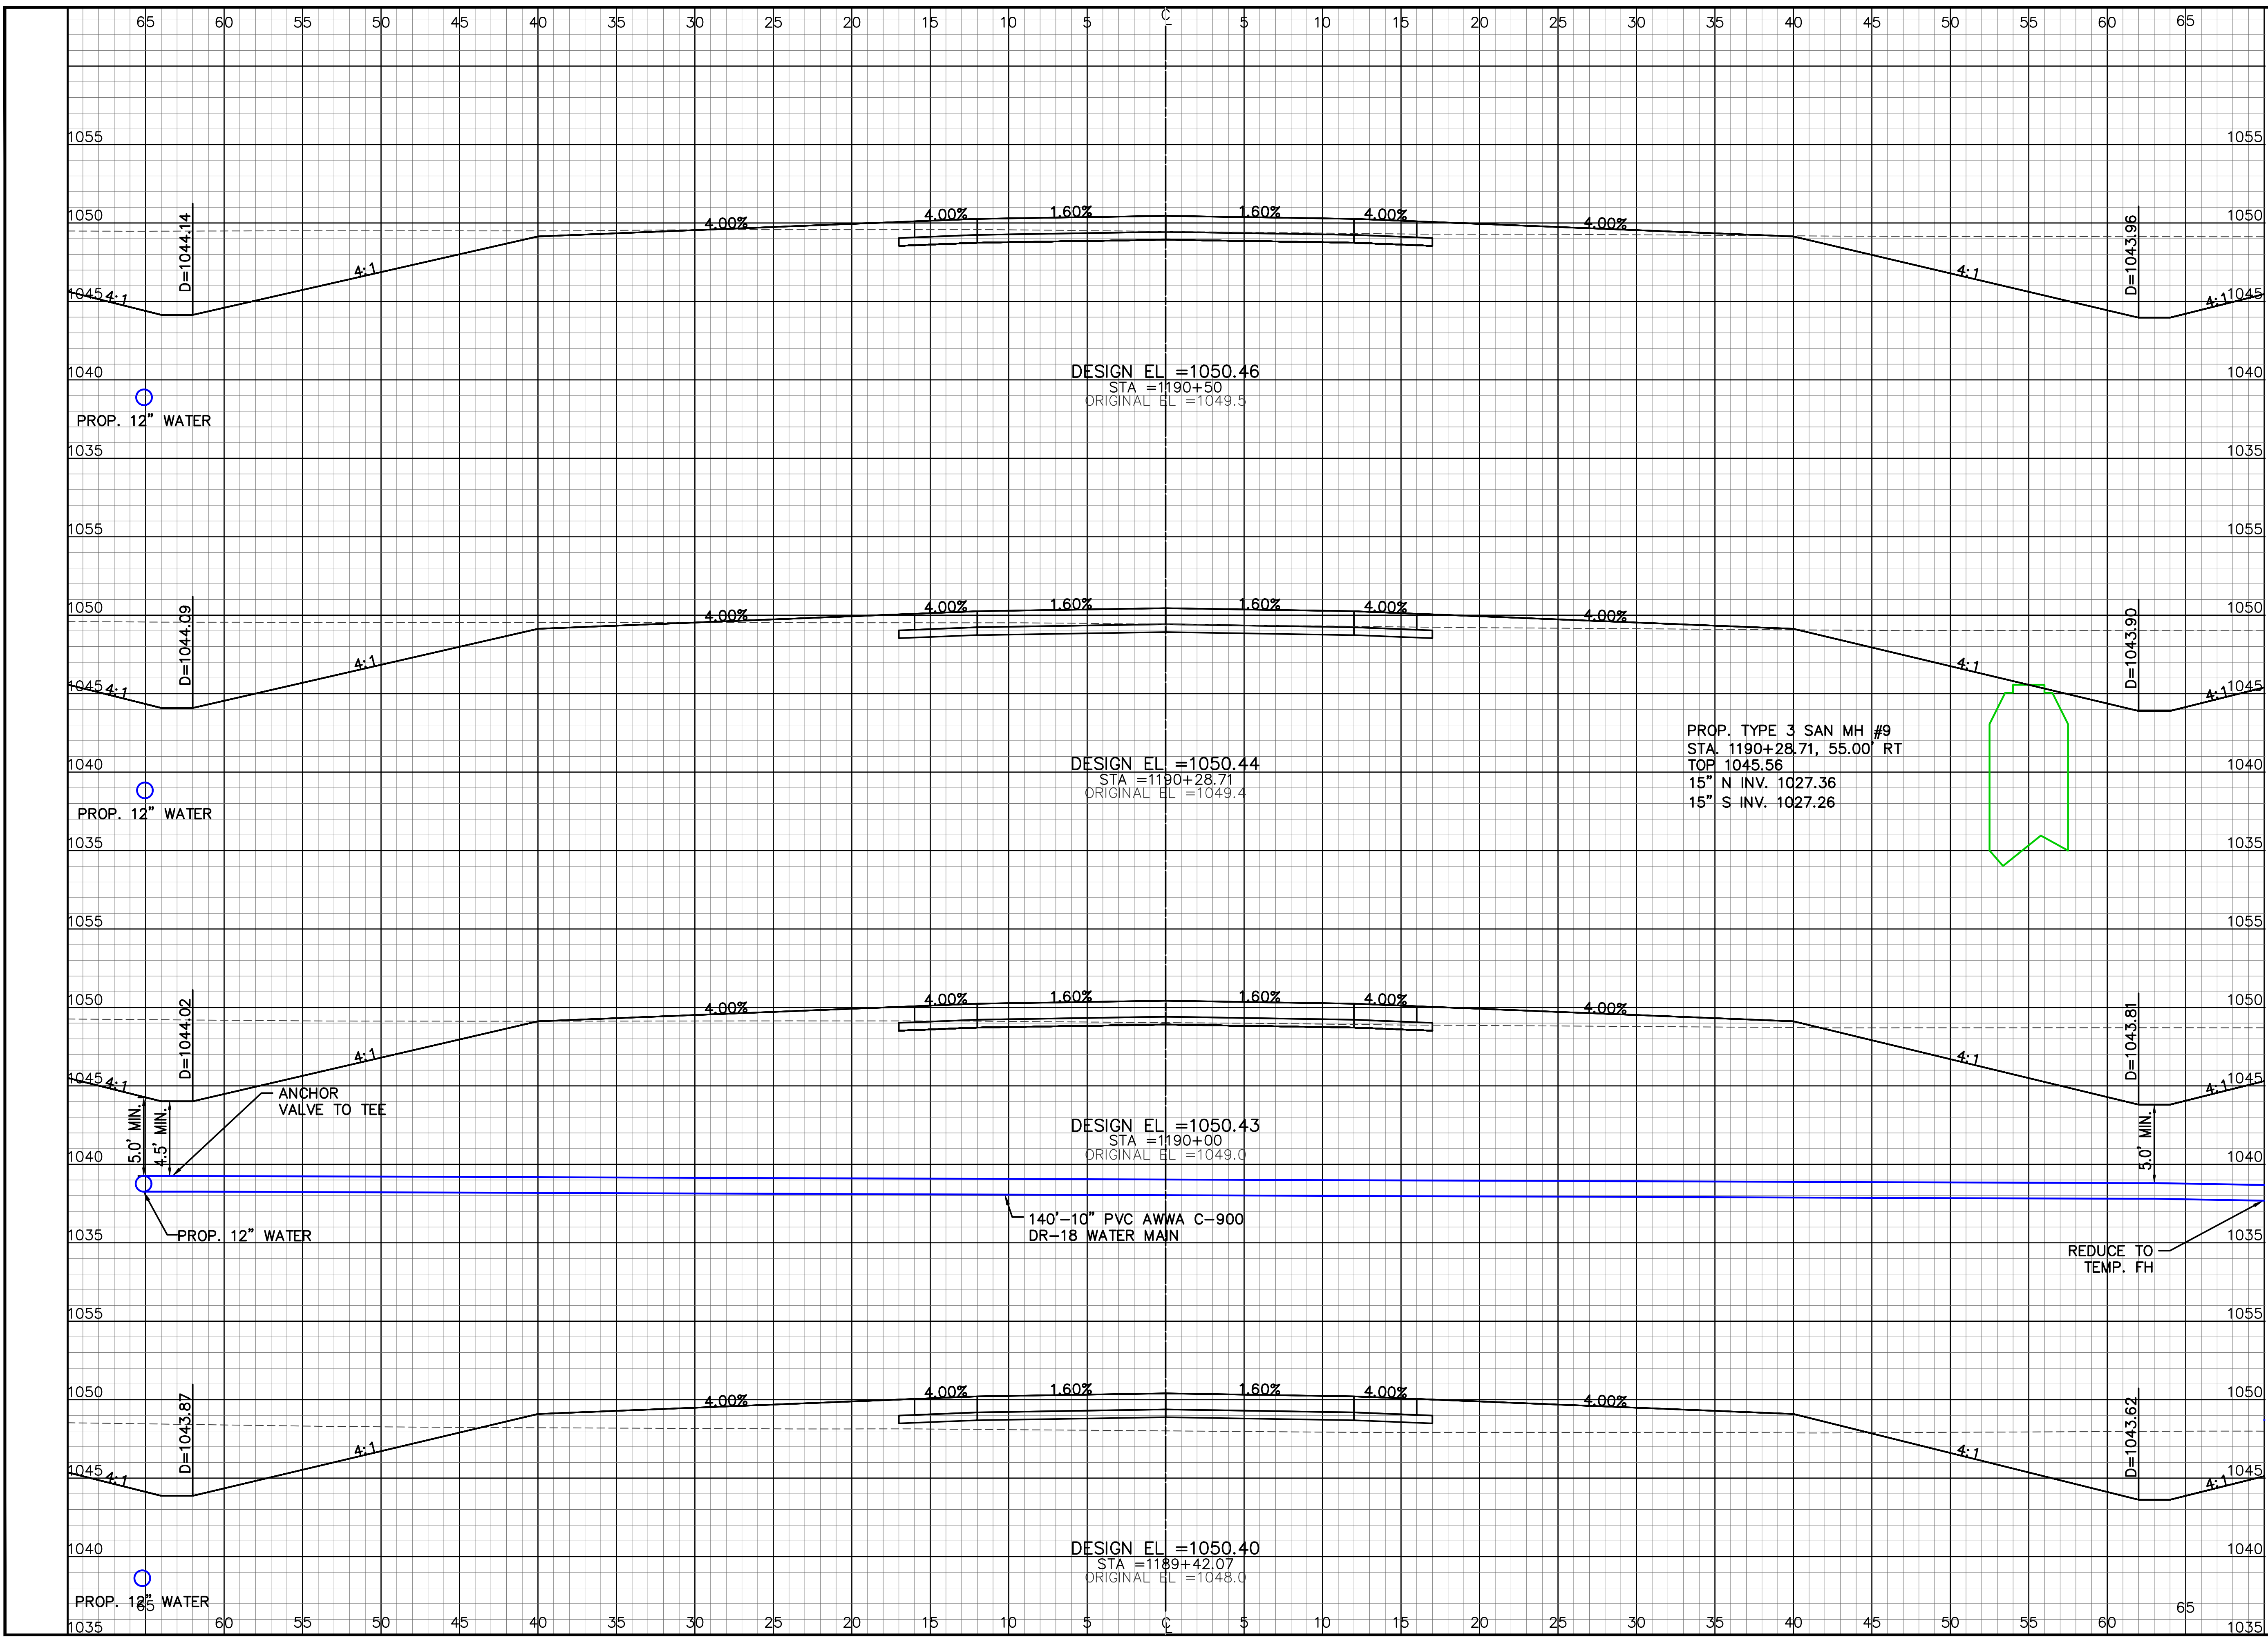 65 60 55 50 45 40 35 30 25 20 15 10 5 ℄ 5 10 15 20 25 30 35 40 45 50 55 60 65
1055 1055
1050 1050
D=1044.14 4.00% 4.00% 1.60% 1.60% 4.00% 4.00% D=1043.96
4:1 4:1
1045 4:1 4:1 1045
1040 1040
DESIGN EL =1050.46
STA =1190+50
ORIGINAL EL =1049.5
PROP. 12" WATER
1035 1035
1055 1055
1050 1050
D=1044.09 4.00% 4.00% 1.60% 1.60% 4.00% 4.00% D=1043.90
4:1 4:1
1045 4:1 4:1 1045
PROP. TYPE 3 SAN MH #9
STA. 1190+28.71, 55.00' RT
TOP 1045.56
15" N INV. 1027.36
15" S INV. 1027.26
1040 1040
DESIGN EL =1050.44
STA =1190+28.71
ORIGINAL EL =1049.4
PROP. 12" WATER
1035 1035
1055 1055
1050 1050
D=1044.02 4.00% 4.00% 1.60% 1.60% 4.00% 4.00% D=1043.81
4:1 4:1
1045 4:1 4:1 1045
ANCHOR
VALVE TO TEE
5.0' MIN.
4.5' MIN.
5.0' MIN.
DESIGN EL =1050.43
STA =1190+00
ORIGINAL EL =1049.0
1040 1040
140'-10" PVC AWWA C-900
DR-18 WATER MAIN
PROP. 12" WATER
1035 1035
REDUCE TO
TEMP. FH
1055 1055
1050 1050
D=1043.87 4.00% 4.00% 1.60% 1.60% 4.00% 4.00% D=1043.62
4:1 4:1
1045 4:1 4:1 1045
1040 1040
DESIGN EL =1050.40
STA =1189+42.07
ORIGINAL EL =1048.0
PROP. 12" WATER
1035 1035
65 60 55 50 45 40 35 30 25 20 15 10 5 ℄ 5 10 15 20 25 30 35 40 45 50 55 60 65